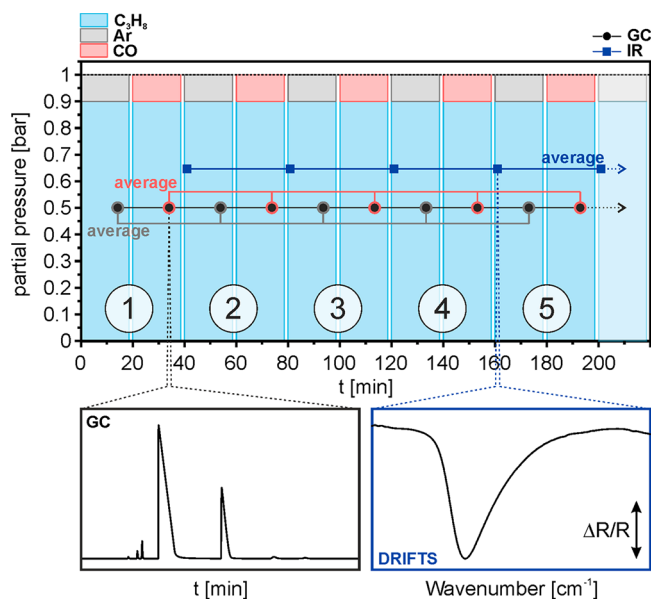 C₃H₈
Ar
CO
GC
IR
partial pressure [bar]
1
0.9
0.8
0.7
0.6
0.5
0.4
0.3
0.2
0.1
0
average
average
average
1
2
3
4
5
0
20
40
60
80
100
120
140
160
180
200
t [min]
GC
t [min]
DRIFTS
ΔR/R
Wavenumber [cm⁻¹]